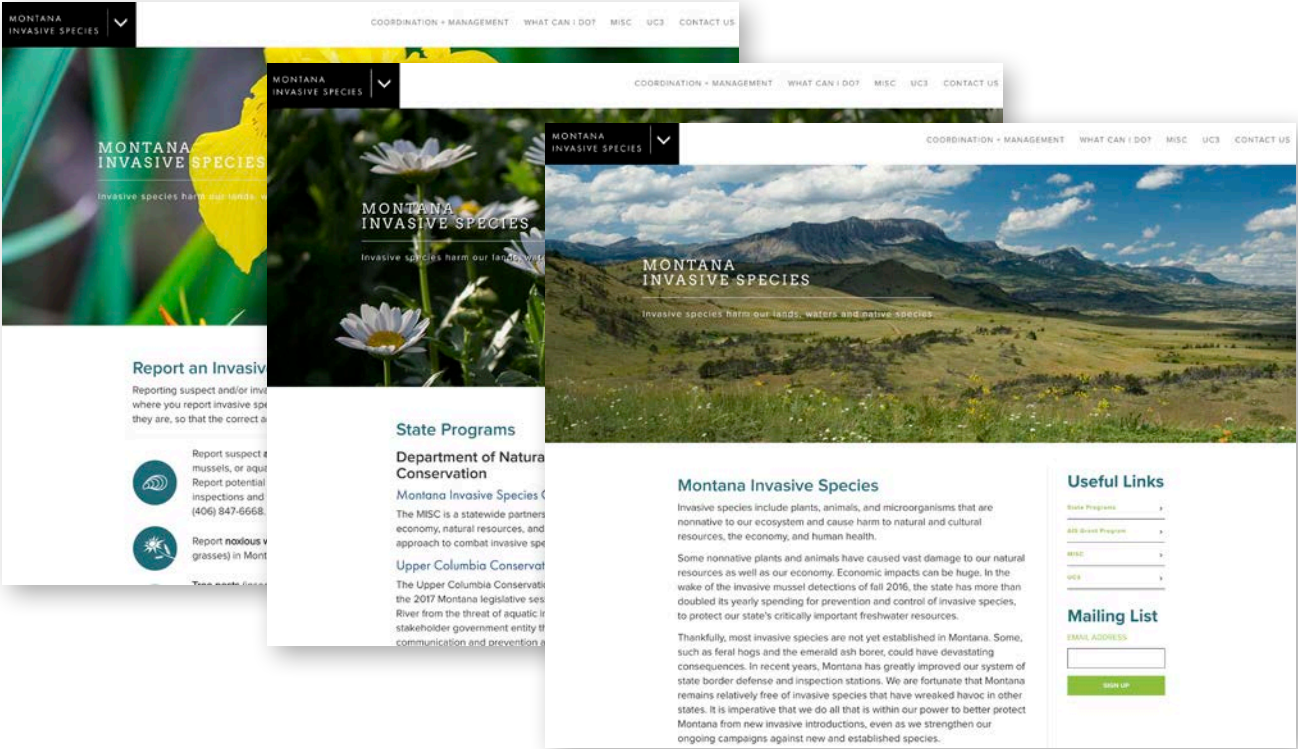 MONTANA
INVASIVE SPECIES
COORDINATION + MANAGEMENT WHAT CAN I DO? MISC UC3 CONTACT US
MONTANA
INVASIVE SPECIES
Invasive species harm our lands, w
Report an Invasiv
Reporting suspect and/or inva
where you report invasive spe
they are, so that the correct a
Report suspect a
mussels, or aqua
Report potential
inspections and
(406) 847-6668.
Report noxious w
grasses) in Mont
MONTANA
INVASIVE SPECIES
COORDINATION + MANAGEMENT WHAT CAN I DO? MISC UC3 CONTACT US
MONTANA
INVASIVE SPECIES
Invasive species harm our lands, wat
State Programs
Department of Natura
Conservation
Montana Invasive Species C
The MISC is a statewide partners
economy, natural resources, and
approach to combat invasive spe
Upper Columbia Conservat
The Upper Columbia Conservatio
the 2017 Montana legislative ses
River from the threat of aquatic in
stakeholder government entity th
communication and prevention a
MONTANA
INVASIVE SPECIES
COORDINATION + MANAGEMENT WHAT CAN I DO? MISC UC3 CONTACT US
MONTANA
INVASIVE SPECIES
Invasive species harm our lands, waters and native species.
Montana Invasive Species
Invasive species include plants, animals, and microorganisms that are
nonnative to our ecosystem and cause harm to natural and cultural
resources, the economy, and human health.
Some nonnative plants and animals have caused vast damage to our natural
resources as well as our economy. Economic impacts can be huge. In the
wake of the invasive mussel detections of fall 2016, the state has more than
doubled its yearly spending for prevention and control of invasive species,
to protect our state's critically important freshwater resources.
Thankfully, most invasive species are not yet established in Montana. Some,
such as feral hogs and the emerald ash borer, could have devastating
consequences. In recent years, Montana has greatly improved our system of
state border defense and inspection stations. We are fortunate that Montana
remains relatively free of invasive species that have wreaked havoc in other
states. It is imperative that we do all that is within our power to better protect
Montana from new invasive introductions, even as we strengthen our
ongoing campaigns against new and established species.
Useful Links
State Programs
AIS Grant Program
MISC
UC3
Mailing List
EMAIL ADDRESS
SIGN UP